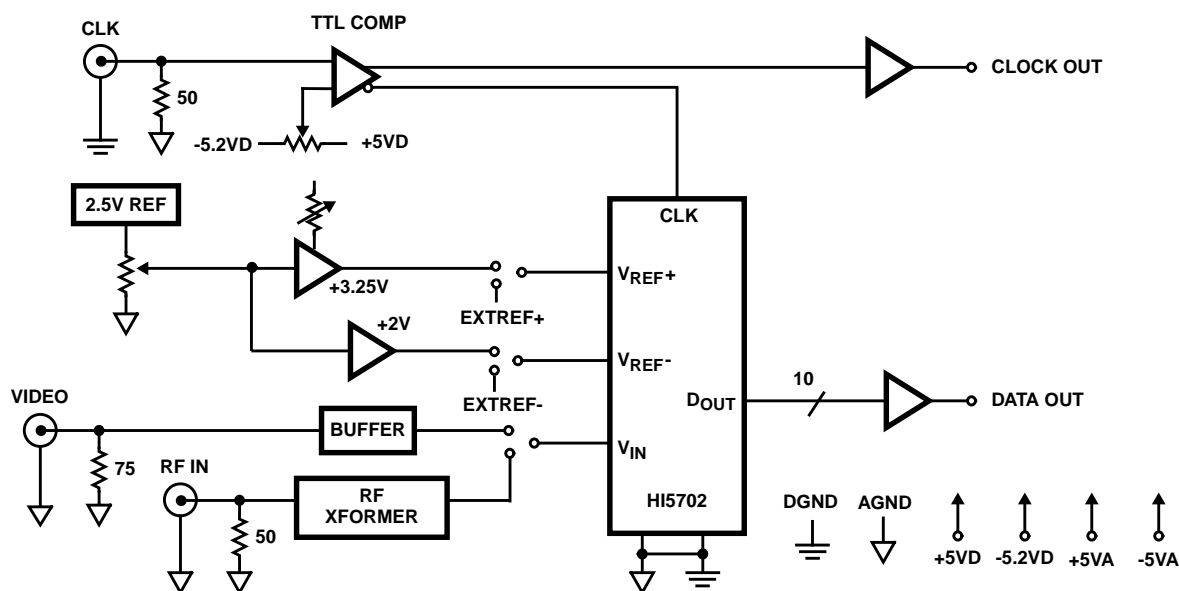 CLK
TTL COMP
CLOCK OUT
50
-5.2VD
+5VD
2.5V REF
CLK
+3.25V
VREF+
EXTREF+
+2V
VREF-
EXTREF-
10
VIDEO
DOUT
DATA OUT
BUFFER
VIN
75
RF IN
RF
XFORMER
HI5702
DGND
AGND
50
+5VD
-5.2VD
+5VA
-5VA